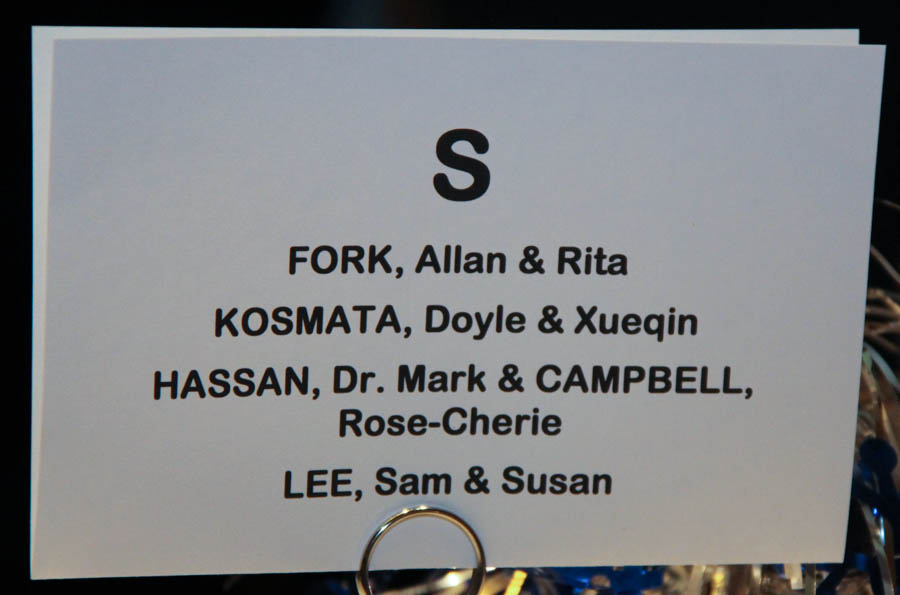 S
FORK, Allan & Rita
KOSMATA, Doyle & Xueqin
HASSAN, Dr. Mark & CAMPBELL,
Rose-Cherie
LEE, Sam & Susan